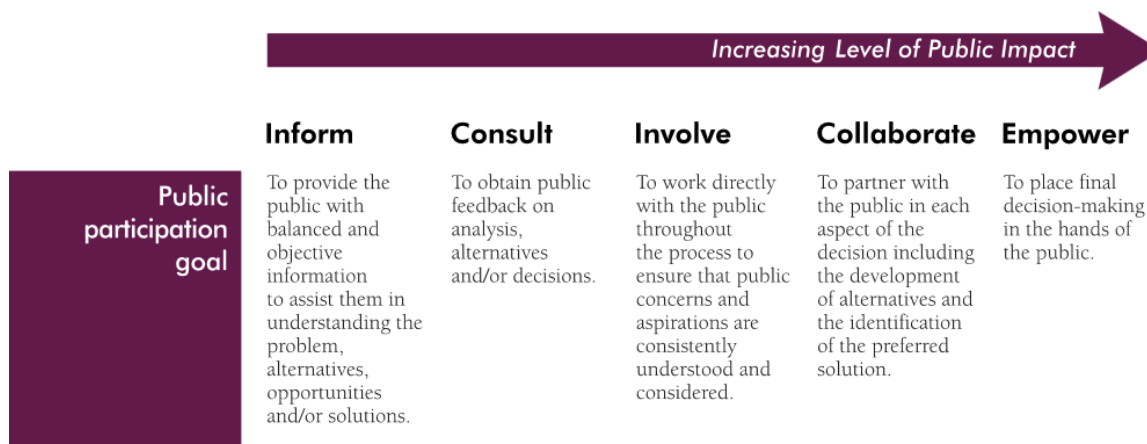 Increasing Level of Public Impact
Inform
Consult
Involve
Collaborate
Empower
Public
participation
goal
To provide the
public with
balanced and
objective
information
to assist them in
understanding the
problem,
alternatives,
opportunities
and/or solutions.
To obtain public
feedback on
analysis,
alternatives
and/or decisions.
To work directly
with the public
throughout
the process to
ensure that public
concerns and
aspirations are
consistently
understood and
considered.
To partner with
the public in each
aspect of the
decision including
the development
of alternatives and
the identification
of the preferred
solution.
To place final
decision-making
in the hands of
the public.